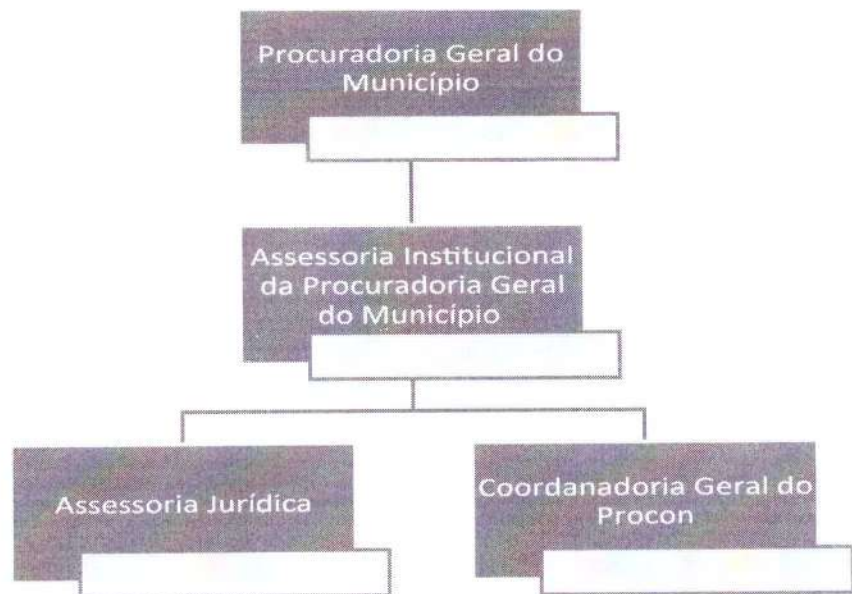 Procuradoria Geral do
Município
Assessoria Institucional
da Procuradoria Geral
do Município
Assessoria Jurídica
Coordanadoria Geral do
Procon